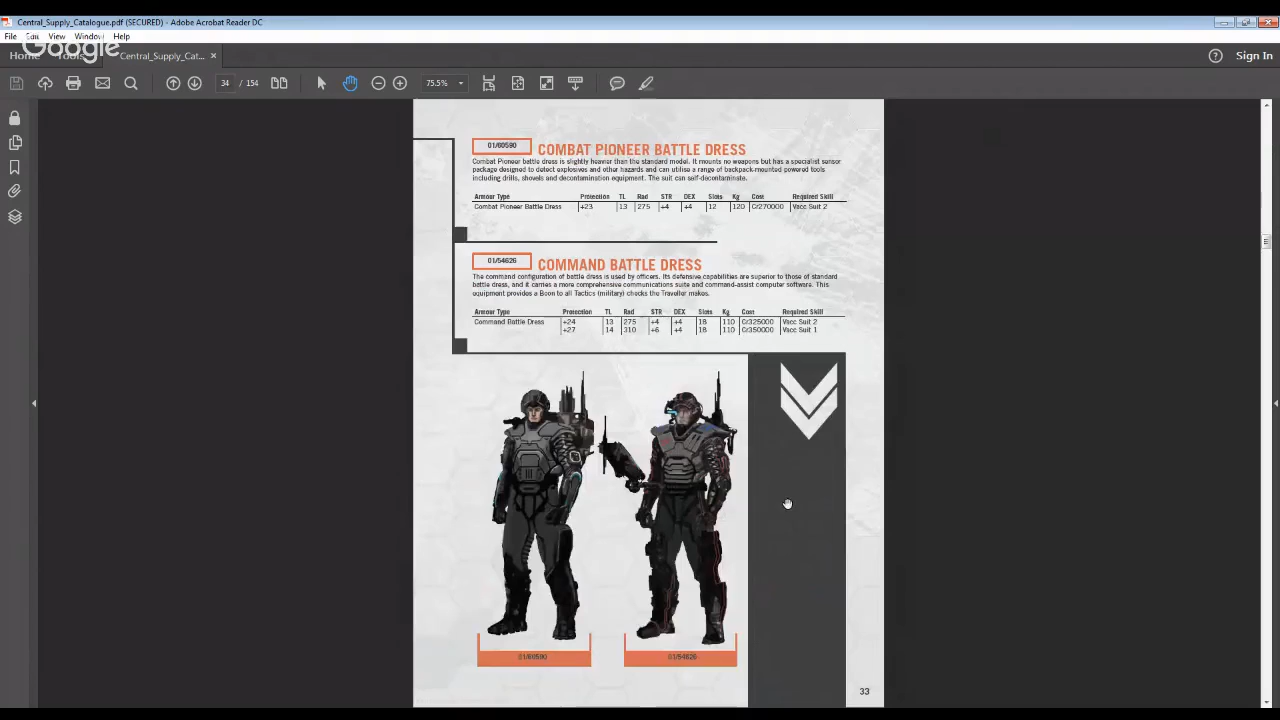 Central_Supply_Catalogue.pdf (SECURED) - Adobe Acrobat Reader DC
File Edit View Window Help
Google
Home Tools Central_Supply_Cat... × Sign In
34 / 154 75.5%
01/60590 COMBAT PIONEER BATTLE DRESS
Combat Pioneer battle dress is slightly heavier than the standard model. It mounts no weapons but has a specialist sensor
package designed to detect explosives and other hazards and can utilise a range of backpack-mounted powered tools
including drills, shovels and decontamination equipment. The suit can self-decontaminate.
Armour Type Protection TL Rad STR DEX Slots Kg Cost Required Skill
Combat Pioneer Battle Dress +23 13 275 +4 +4 12 120 Cr270000 Vacc Suit 2
01/54626 COMMAND BATTLE DRESS
The command configuration of battle dress is used by officers. Its defensive capabilities are superior to those of standard
battle dress, and it carries a more comprehensive communications suite and command-assist computer software. This
equipment provides a Boon to all Tactics (military) checks the Traveller makes.
Armour Type Protection TL Rad STR DEX Slots Kg Cost Required Skill
Command Battle Dress +24 13 275 +4 +4 18 110 Cr325000 Vacc Suit 2
+27 14 310 +6 +4 18 110 Cr350000 Vacc Suit 1
01/60590 01/54626
33